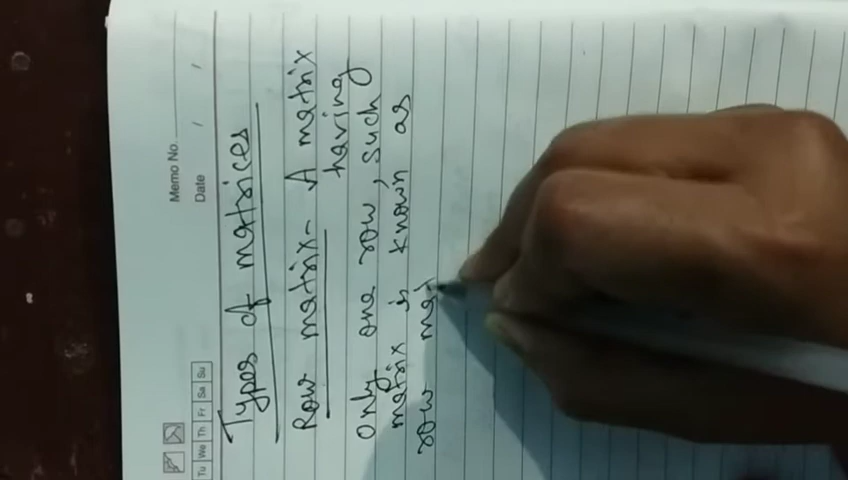 Memo No.
Date / /
Tu We Th Fr Sa Su
Types of matrices
Row matrix - A matrix
having
only one row, such
matrix is known as
row mat